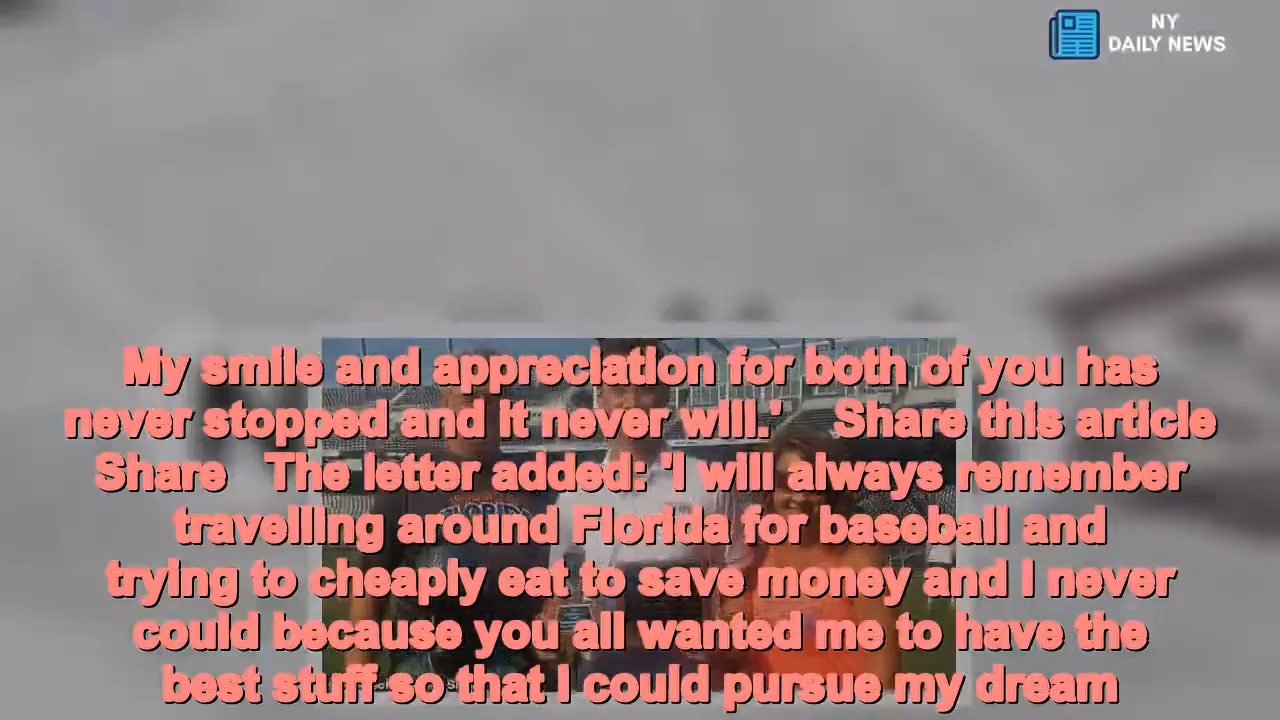 NY
DAILY NEWS
My smile and appreciation for both of you has
never stopped and it never will.' Share this article
Share The letter added: 'I will always remember
travelling around Florida for baseball and
trying to cheaply eat to save money and I never
could because you all wanted me to have the
best stuff so that I could pursue my dream